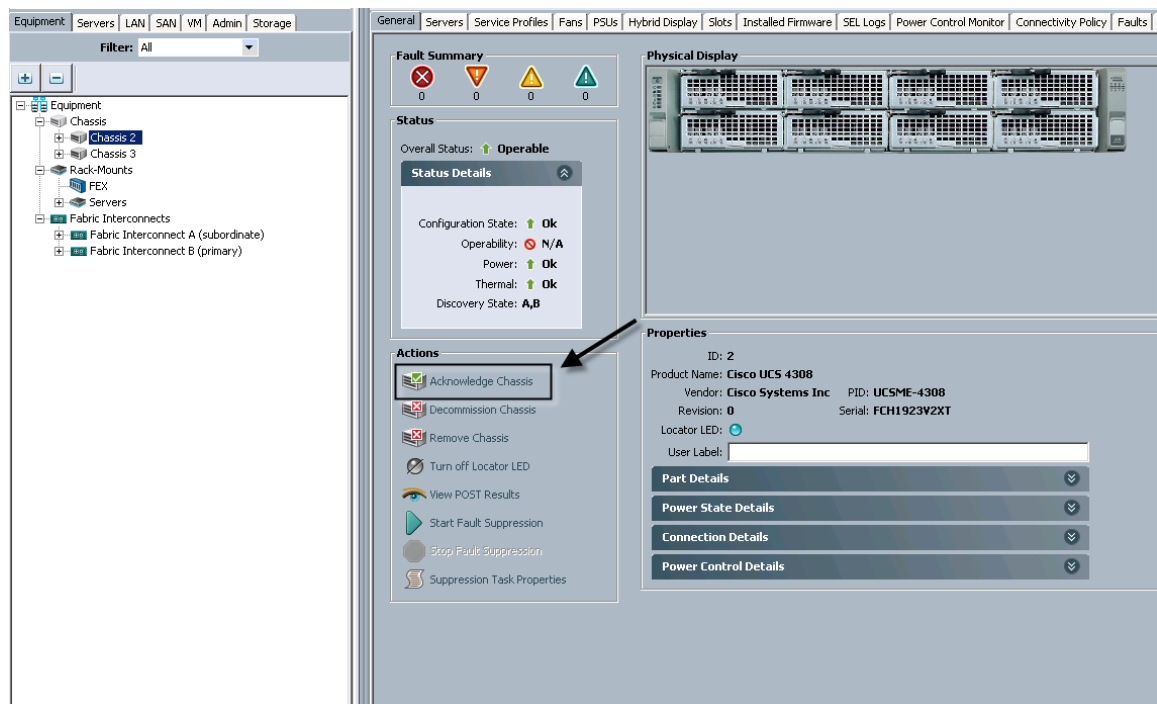 Equipment Servers LAN SAN VM Admin Storage
Filter: All
Equipment
Chassis
Chassis 2
Chassis 3
Rack-Mounts
FEX
Servers
Fabric Interconnects
Fabric Interconnect A (subordinate)
Fabric Interconnect B (primary)
General Servers Service Profiles Fans PSUs Hybrid Display Slots Installed Firmware SEL Logs Power Control Monitor Connectivity Policy Faults
Fault Summary
0 0 0 0
Status
Overall Status: Operable
Status Details
Configuration State: Ok
Operability: N/A
Power: Ok
Thermal: Ok
Discovery State: A,B
Actions
Acknowledge Chassis
Decommission Chassis
Remove Chassis
Turn off Locator LED
View POST Results
Start Fault Suppression
Stop Fault Suppression
Suppression Task Properties
Physical Display
Properties
ID: 2
Product Name: Cisco UCS 4308
Vendor: Cisco Systems Inc PID: UCSME-4308
Revision: 0 Serial: FCH1923V2XT
Locator LED:
User Label:
Part Details
Power State Details
Connection Details
Power Control Details